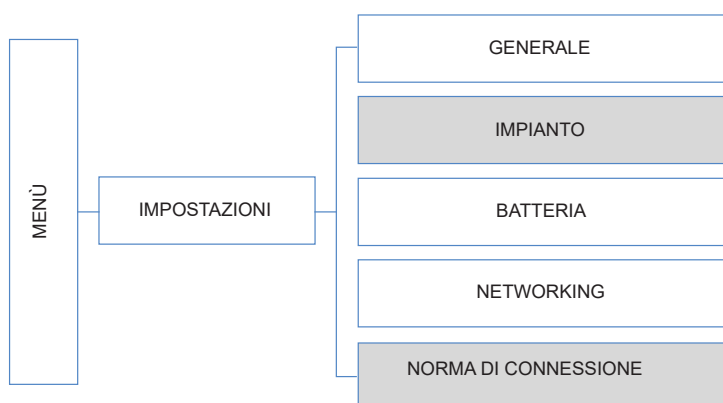 MENÙ
IMPOSTAZIONI
GENERALE
IMPIANTO
BATTERIA
NETWORKING
NORMA DI CONNESSIONE